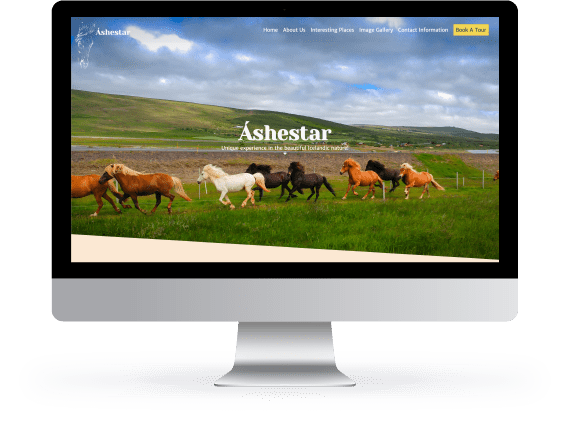 Áshestar
Home About Us Interesting Places Image Gallery Contact Information Book A Tour
Áshestar
Unique experience in the beautiful Icelandic nature!